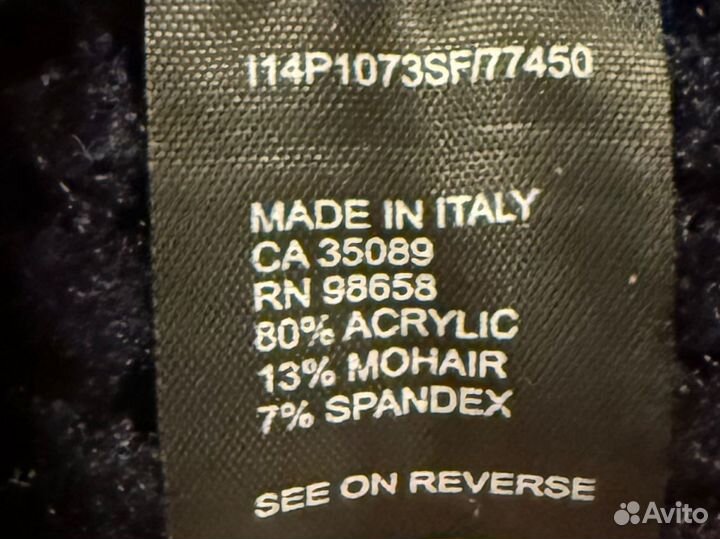 I14P1073SF/77450
MADE IN ITALY
CA 35089
RN 98658
80% ACRYLIC
13% MOHAIR
7% SPANDEX
SEE ON REVERSE
Avito